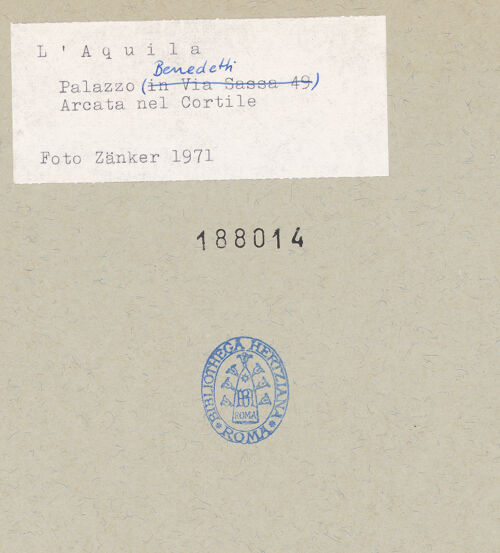 L'Aquila
Benedetti
Palazzo (in Via Sassa 49)
Arcata nel Cortile
Foto Zänker 1971
188014
BIBLIOTHECA HERTZIANA
ROMA
ROMA